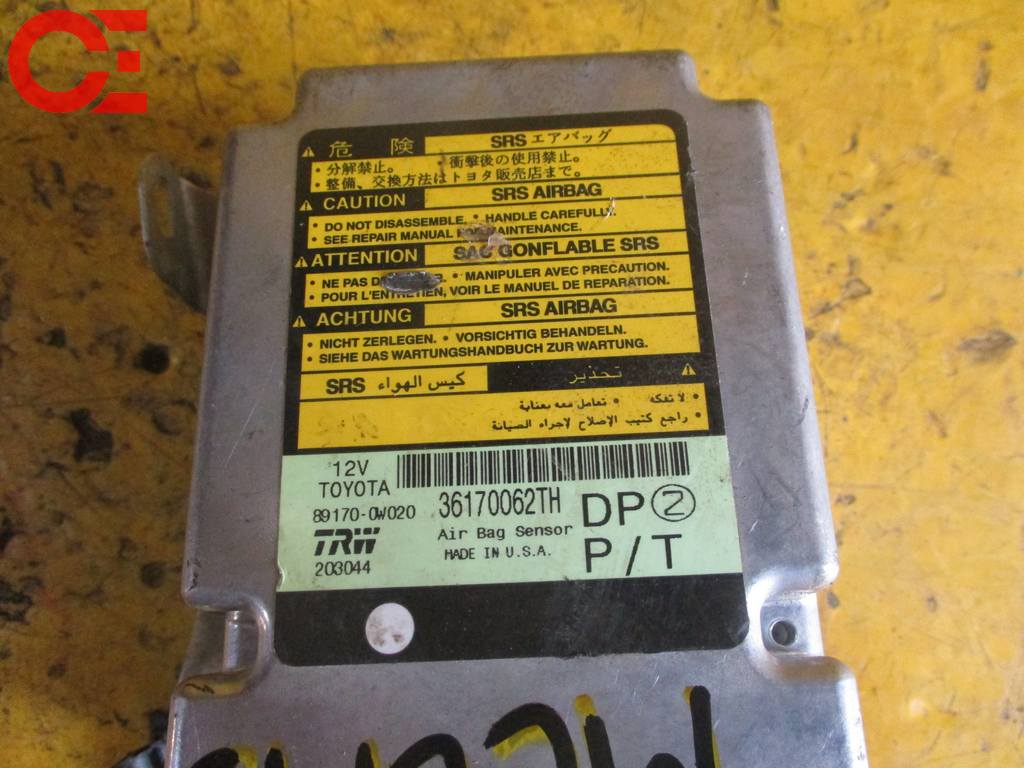 CE
⚠ 危 険 SRS エアバッグ
・分解禁止。 ・衝撃後の使用禁止。
・整備、交換方法はトヨタ販売店まで。
⚠ CAUTION SRS AIRBAG
• DO NOT DISASSEMBLE. • HANDLE CAREFULLY.
• SEE REPAIR MANUAL MAINTENANCE.
⚠ ATTENTION SAC GONFLABLE SRS
• NE PAS • MANIPULER AVEC PRECAUTION.
• POUR L'ENTRETIEN, VOIR LE MANUEL DE REPARATION.
⚠ ACHTUNG SRS AIRBAG
• NICHT ZERLEGEN. • VORSICHTIG BEHANDELN.
• SIEHE DAS WARTUNGSHANDBUCH ZUR WARTUNG.
⚠ تحذير كيس الهواء SRS
• لا تفكه • تعامل معه بعناية
• راجع كتيب الإصلاح لإجراء الصيانة
12V
TOYOTA
89170-0W020 36170062TH DP②
TRW Air Bag Sensor P/T
203044 MADE IN U.S.A.